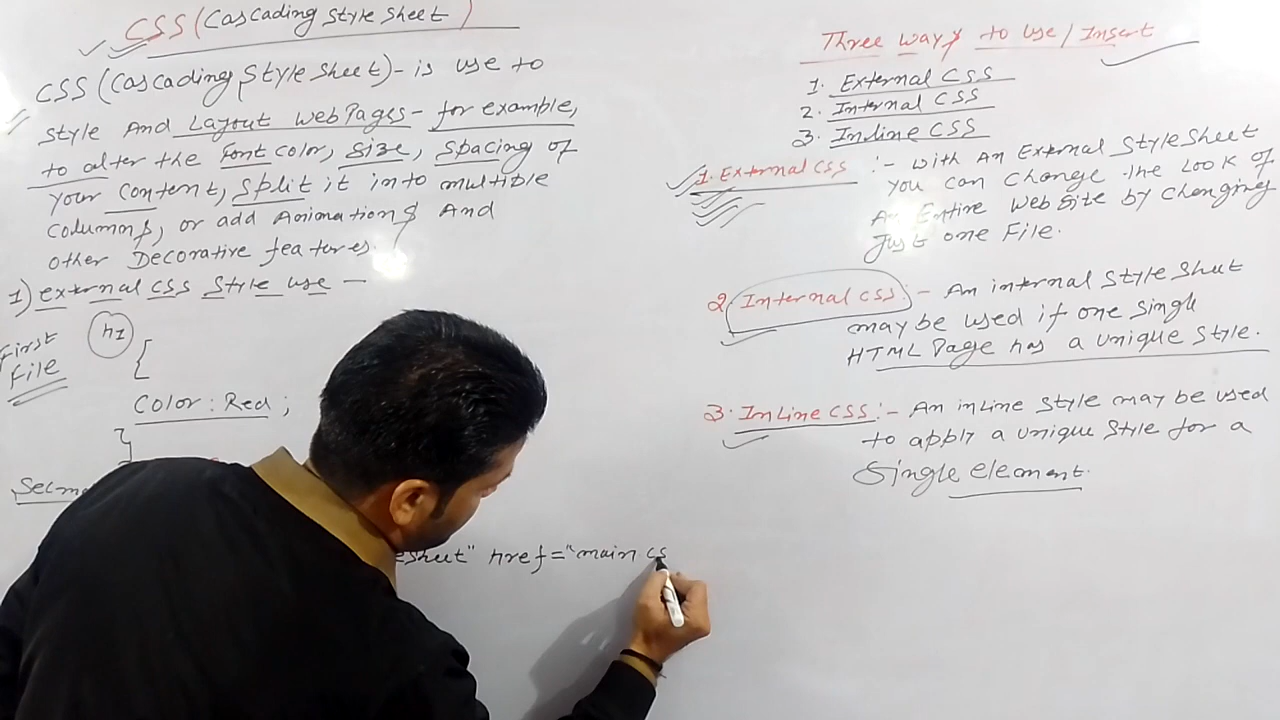 CSS (Cascading Style Sheet)
CSS (Cascading Style Sheet) - is use to
style And Layout webPages - for example,
to alter the font color, size, spacing of
your content, split it into multible
columns, or add Animations And
other Decorative features.
1) external css style use -
First
File
h1
{
Color : Red ;
}
esheet" href="main cs
Three ways to use / Insert
1. External CSS
2. Internal CSS
3. Inline CSS
1. External CSS :- with An External StyleSheet
you can change the Look of
An Entire website by changing
Just one File.
2. Internal CSS :- An internal style sheet
may be used if one single
HTML Page has a unique style.
3. InLine CSS :- An inline style may be used
to apply a unique style for a
single element.